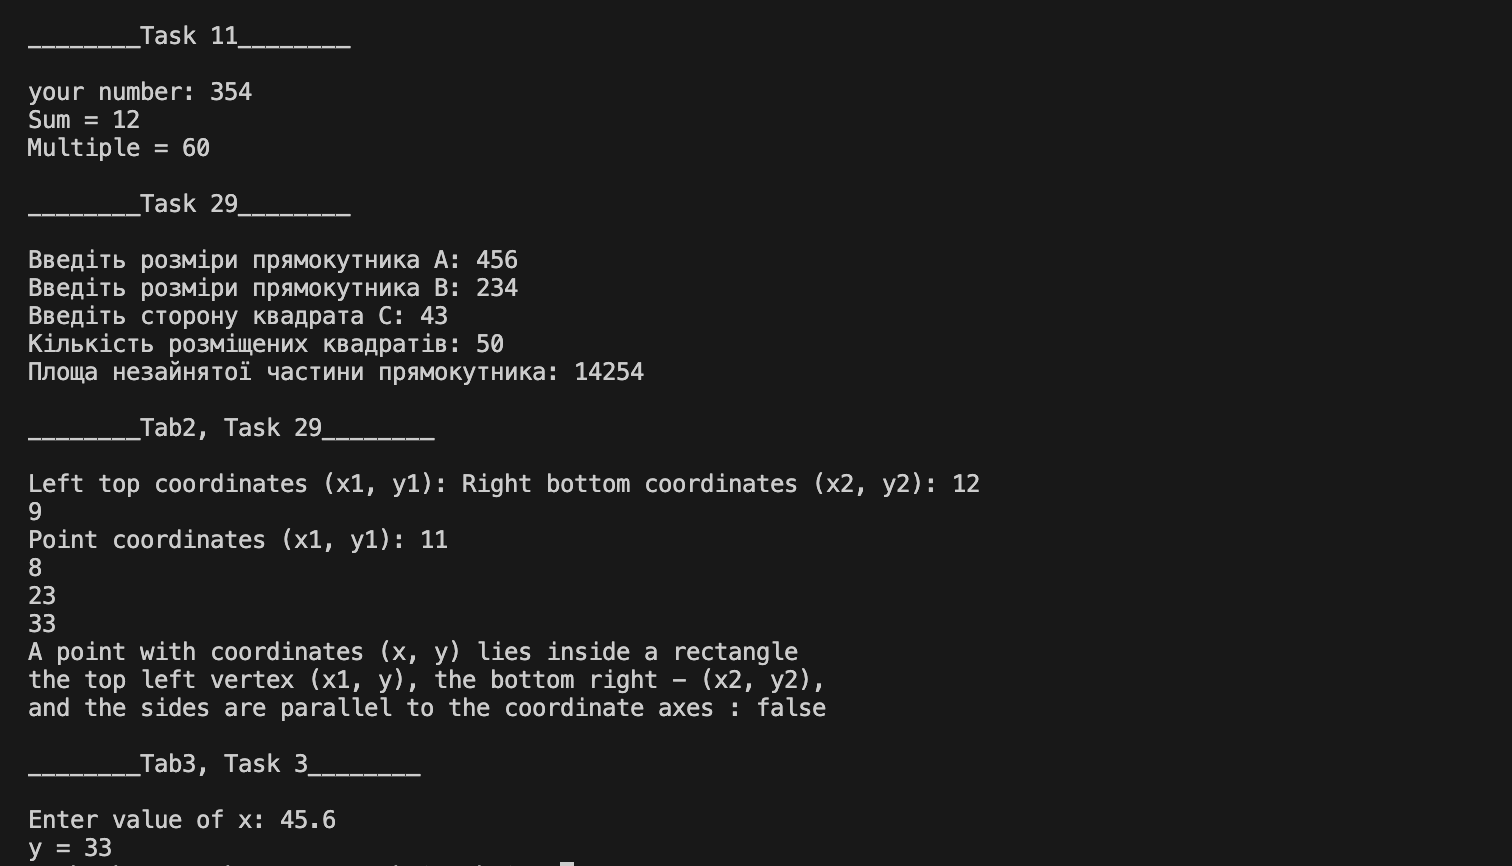 ________Task 11________
your number: 354
Sum = 12
Multiple = 60
________Task 29________
Введіть розміри прямокутника A: 456
Введіть розміри прямокутника B: 234
Введіть сторону квадрата C: 43
Кількість розміщених квадратів: 50
Площа незайнятої частини прямокутника: 14254
________Tab2, Task 29________
Left top coordinates (x1, y1): Right bottom coordinates (x2, y2): 12
9
Point coordinates (x1, y1): 11
8
23
33
A point with coordinates (x, y) lies inside a rectangle
the top left vertex (x1, y), the bottom right – (x2, y2),
and the sides are parallel to the coordinate axes : false
________Tab3, Task 3________
Enter value of x: 45.6
y = 33